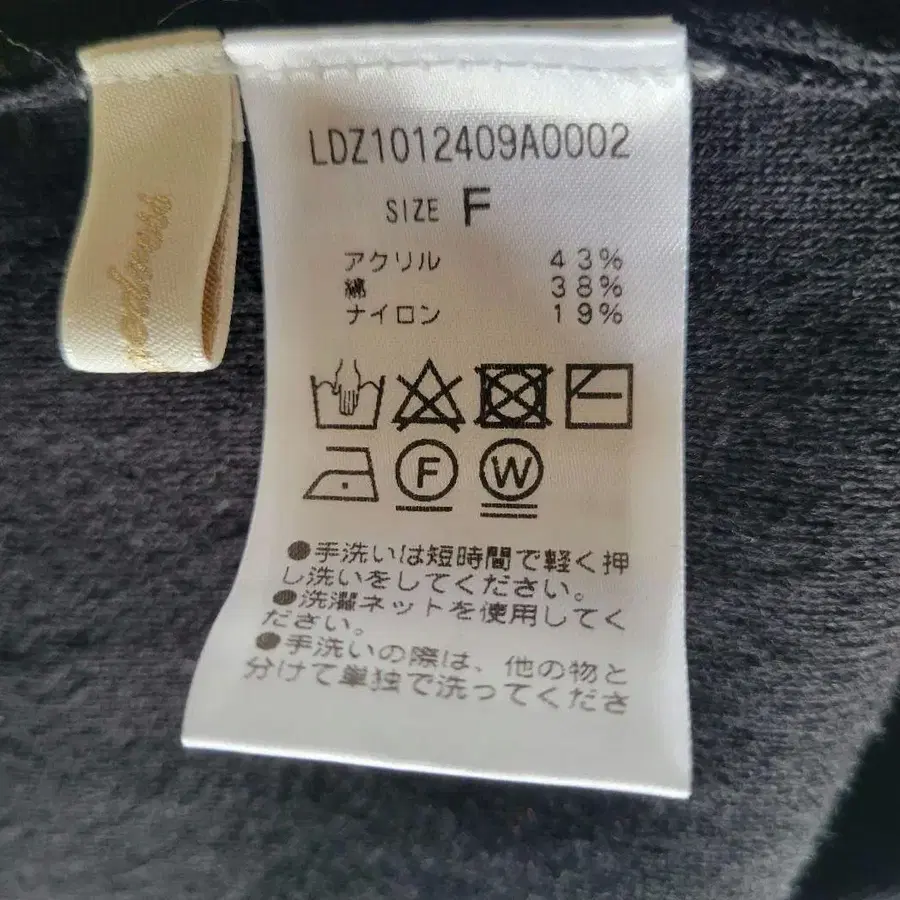 LDZ1012409A0002
SIZE F
アクリル 43%
綿 38%
ナイロン 19%
F W
●手洗いは短時間で軽く押
し洗いをしてください。
●洗濯ネットを使用してく
ださい。
●手洗いの際は、他の物と
分けて単独で洗ってくださ